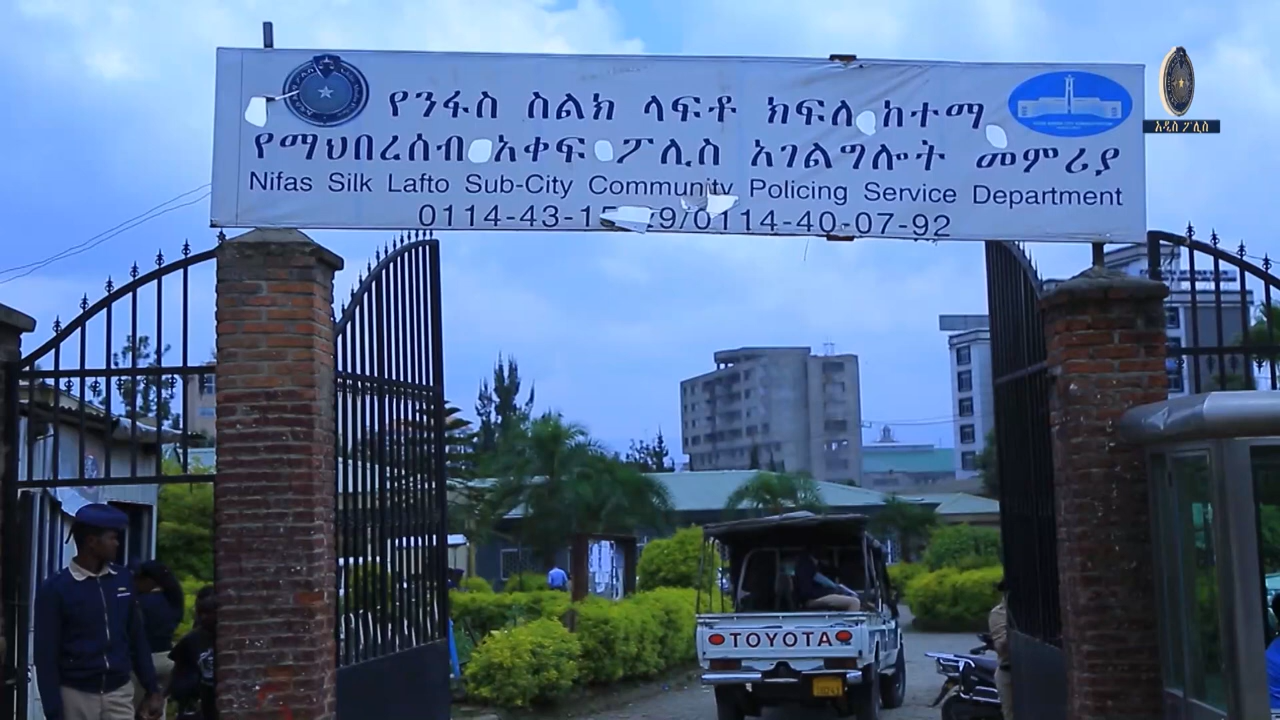 የንፋስ ስልክ ላፍቶ ክፍለ ከተማ
የማህበረሰብ አቀፍ ፖሊስ አገልግሎት መምሪያ
Nifas Silk Lafto Sub-City Community Policing Service Department
0114-40-07-92
አዲስ ፖሊስ
TOYOTA